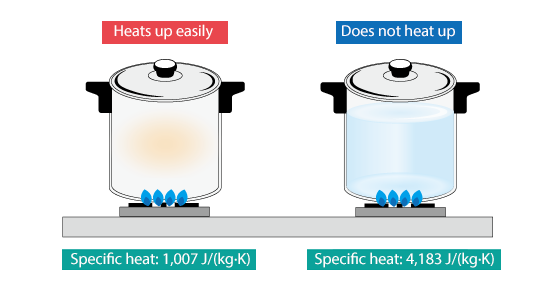 Heats up easily
Does not heat up
Specific heat: 1,007 J/(kg·K)
Specific heat: 4,183 J/(kg·K)